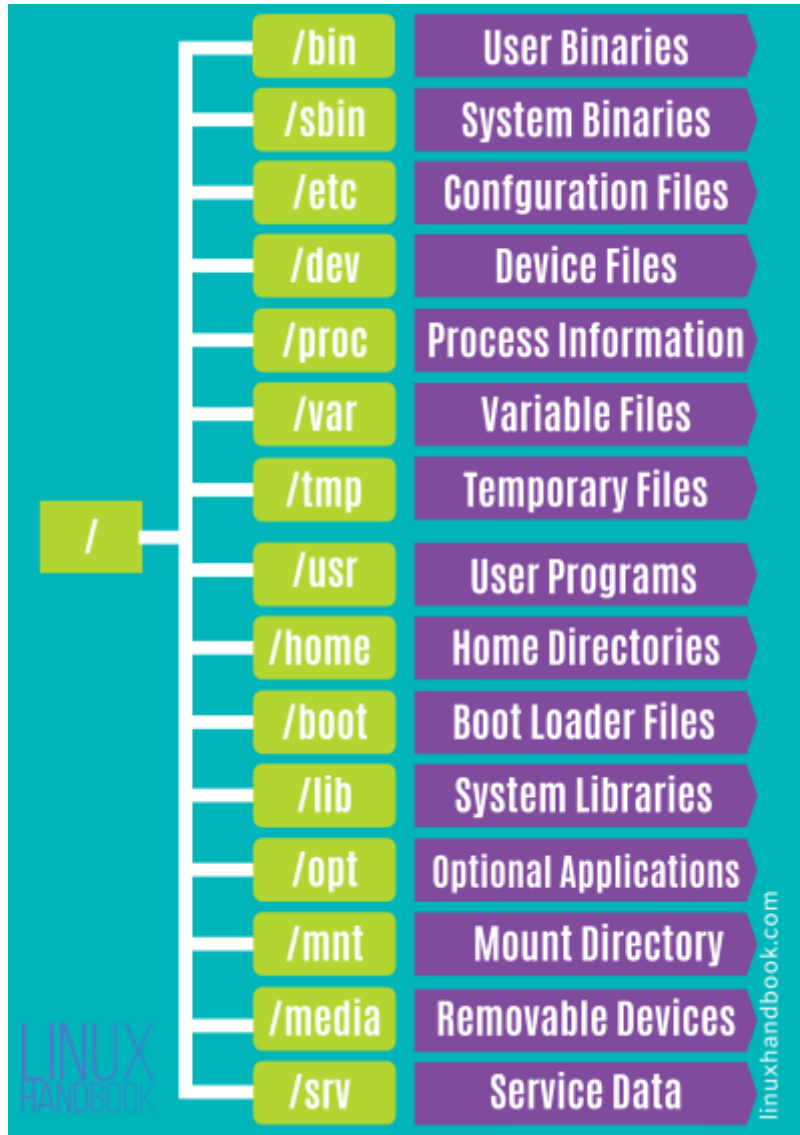 /
/bin User Binaries
/sbin System Binaries
/etc Confguration Files
/dev Device Files
/proc Process Information
/var Variable Files
/tmp Temporary Files
/usr User Programs
/home Home Directories
/boot Boot Loader Files
/lib System Libraries
/opt Optional Applications
/mnt Mount Directory
/media Removable Devices
/srv Service Data
LINUX
HANDBOOK
linuxhandbook.com